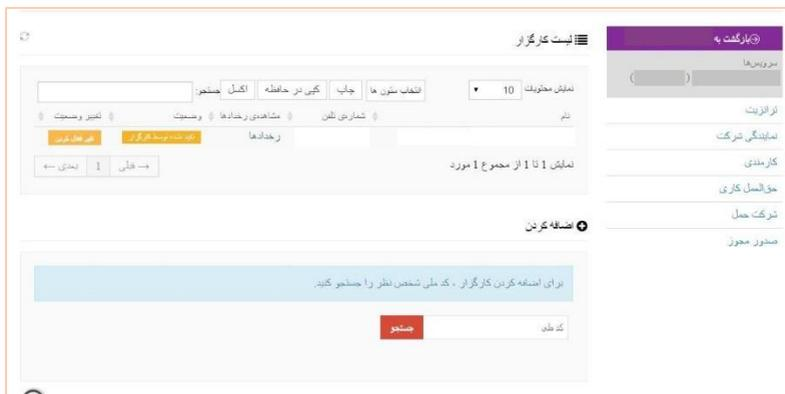 بازگشت به
سرویس‌ها
( ) ( )
ترانزیت
نمایندگی شرکت
کارمندی
حق‌العمل کاری
شرکت حمل
صدور مجوز
لیست کارگزار
نمایش محتویات 10 انتخاب ستون ها چاپ کپی در حافظه اکسل جستجو:
نام شماره‌ی تلفن مشاهده‌ی رخدادها وضعیت تغییر وضعیت
رخدادها تایید شده توسط کارگزار غیر فعال کردن
نمایش 1 تا 1 از مجموع 1 مورد
→ قبلی 1 بعدی ←
اضافه کردن
برای اضافه کردن کارگزار ، کد ملی شخص نظر را جستجو کنید.
کد ملی جستجو